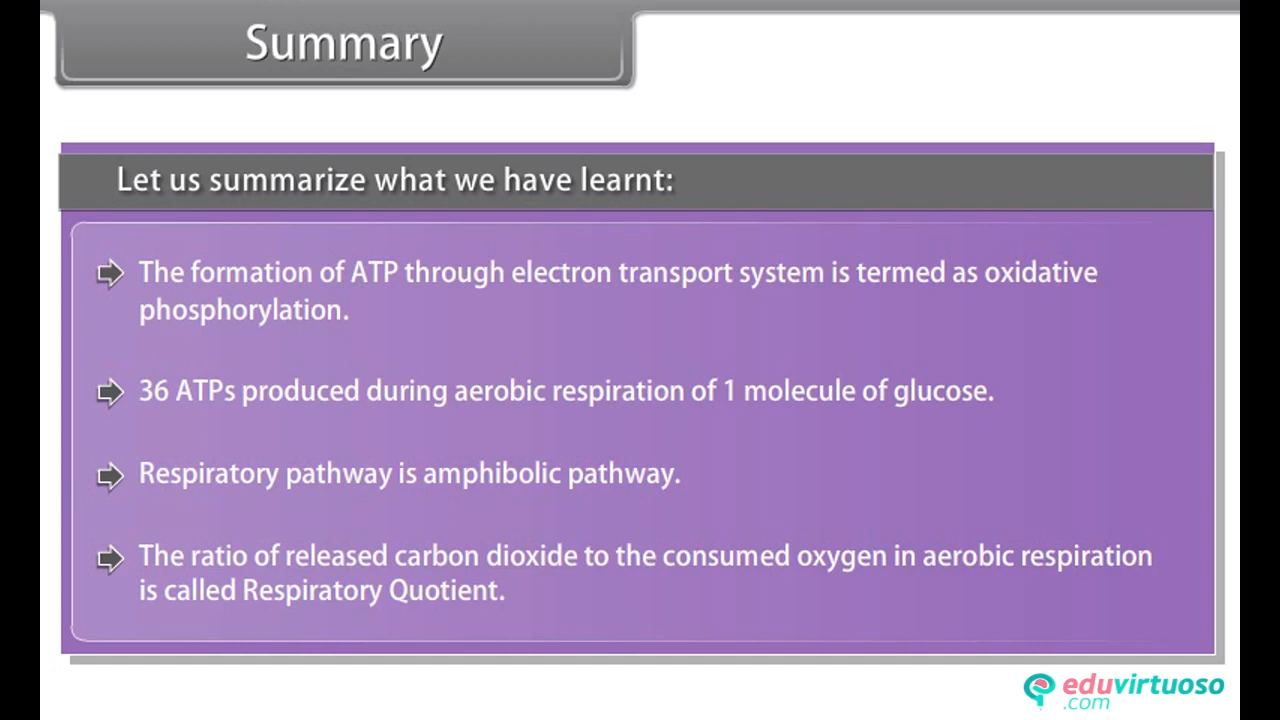 Summary
Let us summarize what we have learnt:
The formation of ATP through electron transport system is termed as oxidative
phosphorylation.
36 ATPs produced during aerobic respiration of 1 molecule of glucose.
Respiratory pathway is amphibolic pathway.
The ratio of released carbon dioxide to the consumed oxygen in aerobic respiration
is called Respiratory Quotient.
eduvirtuoso
.com